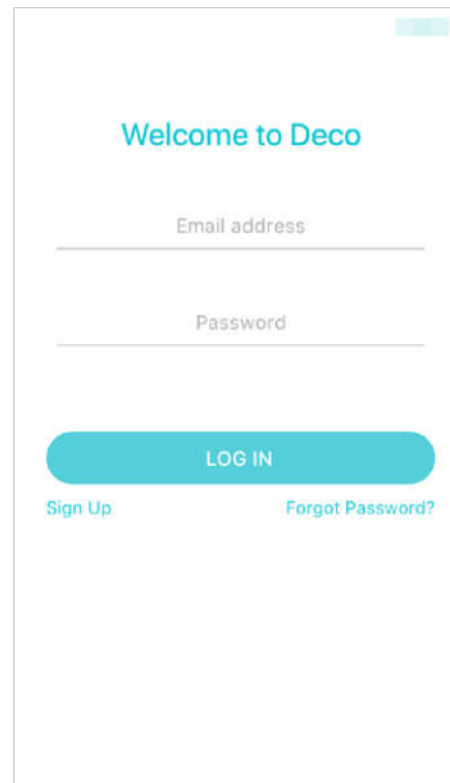 Welcome to Deco
Email address
Password
LOG IN
Sign Up
Forgot Password?